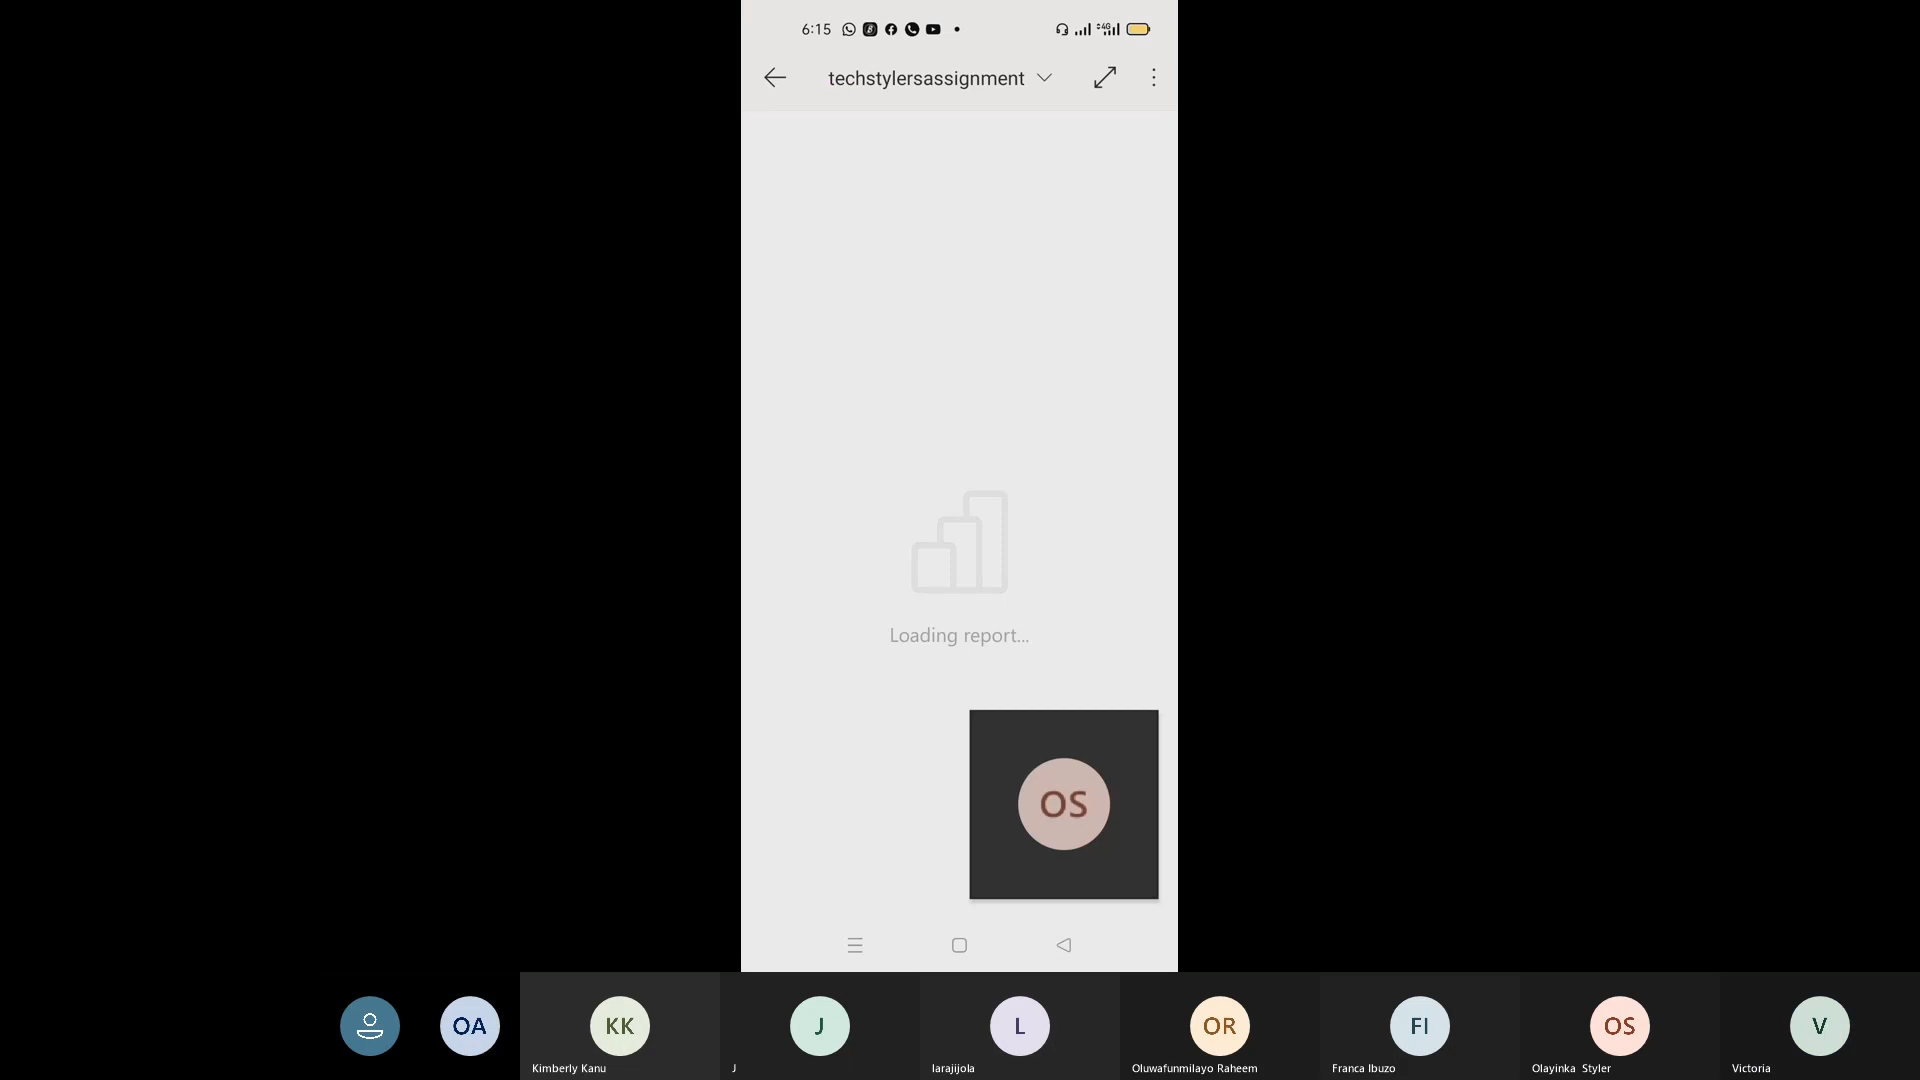 6:15
4G
techstylersassignment
Loading report...
OS
OA
KK
J
L
OR
FI
OS
V
Kimberly Kanu
J
larajijola
Oluwafunmilayo Raheem
Franca Ibuzo
Olayinka Styler
Victoria